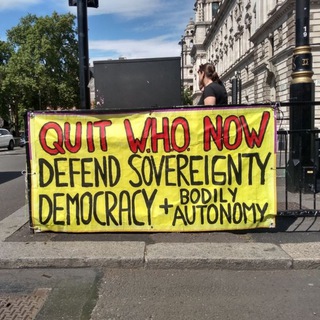 QUIT W.H.O. NOW
DEFEND SOVEREIGNTY
DEMOCRACY + BODILY AUTONOMY